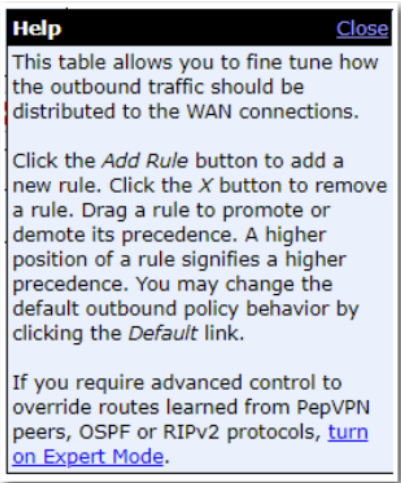 Help Close
This table allows you to fine tune how
the outbound traffic should be
distributed to the WAN connections.
Click the Add Rule button to add a
new rule. Click the X button to remove
a rule. Drag a rule to promote or
demote its precedence. A higher
position of a rule signifies a higher
precedence. You may change the
default outbound policy behavior by
clicking the Default link.
If you require advanced control to
override routes learned from PepVPN
peers, OSPF or RIPv2 protocols, turn
on Expert Mode.